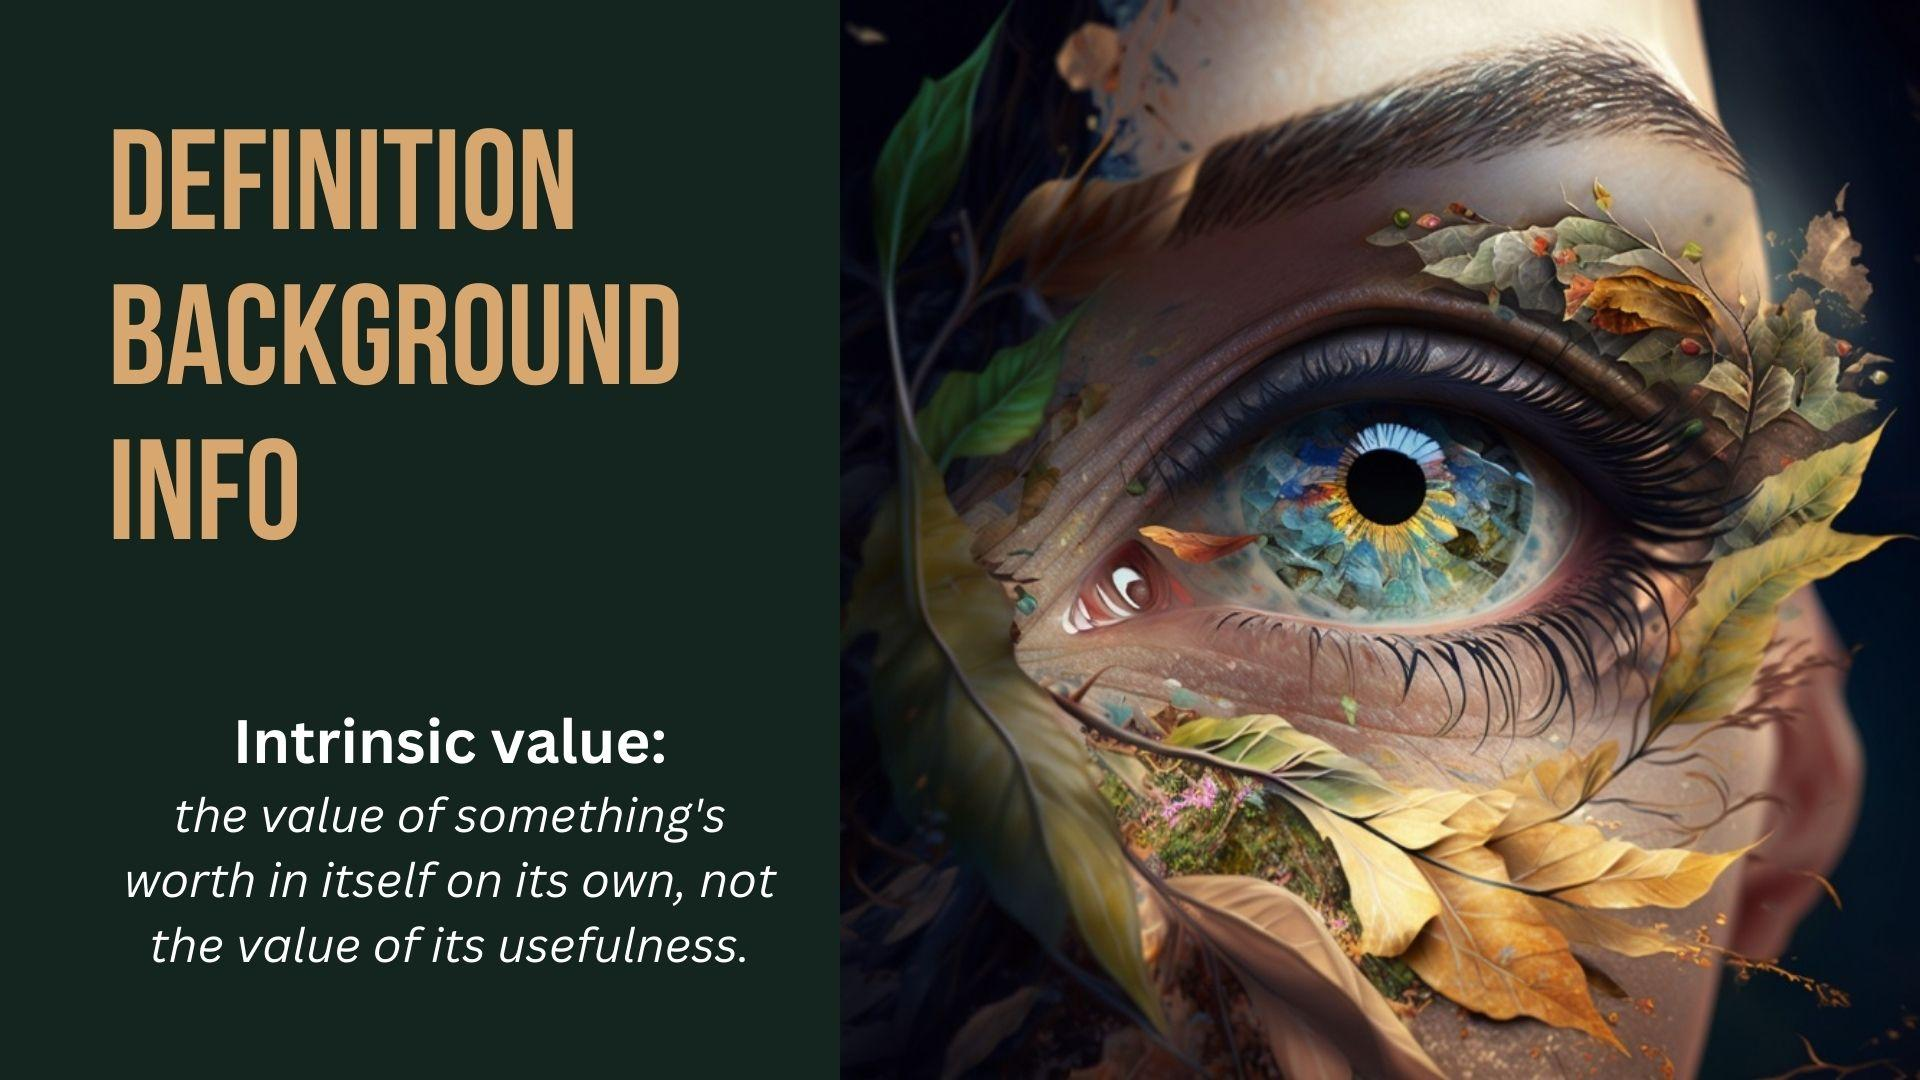 DEFINITION
BACKGROUND
INFO
Intrinsic value:
the value of something's
worth in itself on its own, not
the value of its usefulness.